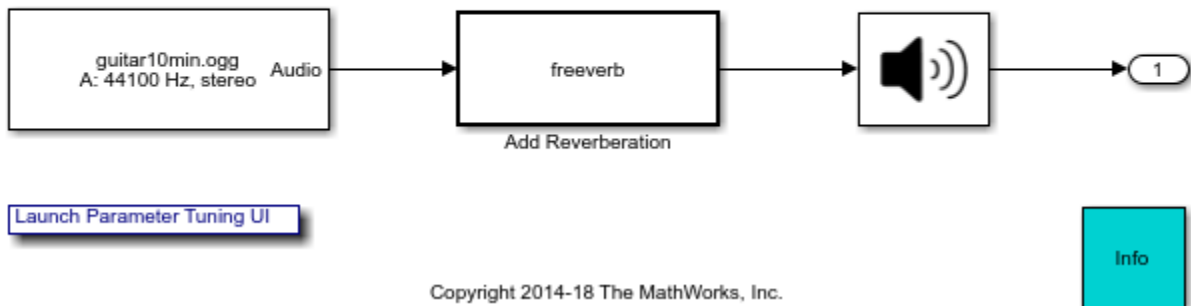 guitar10min.ogg
A: 44100 Hz, stereo
Audio
freeverb
1
Add Reverberation
Launch Parameter Tuning UI
Info
Copyright 2014-18 The MathWorks, Inc.